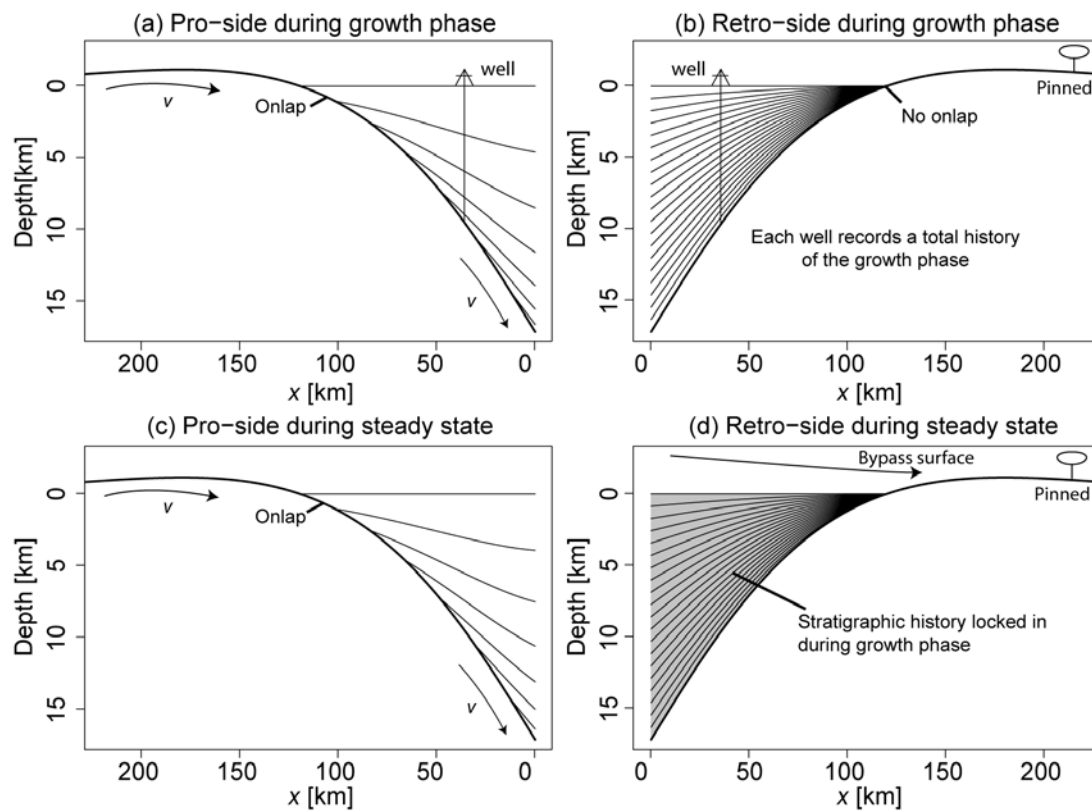 (a) Pro−side during growth phase
well
v
Onlap
v
0
5
10
15
Depth[km]
200
150
100
50
0
x [km]
(b) Retro−side during growth phase
well
Pinned
No onlap
Each well records a total history
of the growth phase
0
5
10
15
Depth [km]
0
50
100
150
200
x [km]
(c) Pro−side during steady state
v
Onlap
v
0
5
10
15
Depth [km]
200
150
100
50
0
x [km]
(d) Retro−side during steady state
Bypass surface
Pinned
Stratigraphic history locked in
during growth phase
0
5
10
15
Depth [km]
0
50
100
150
200
x [km]